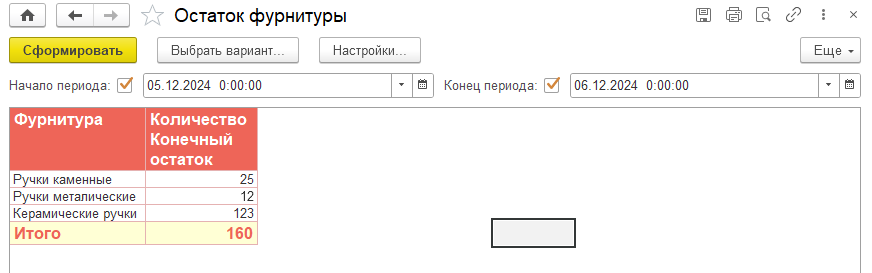 Остаток фурнитуры
Сформировать Выбрать вариант... Настройки... Еще
Начало периода: 05.12.2024 0:00:00 Конец периода: 06.12.2024 0:00:00
Фурнитура Количество
Конечный
остаток
Ручки каменные 25
Ручки металические 12
Керамические ручки 123
Итого 160